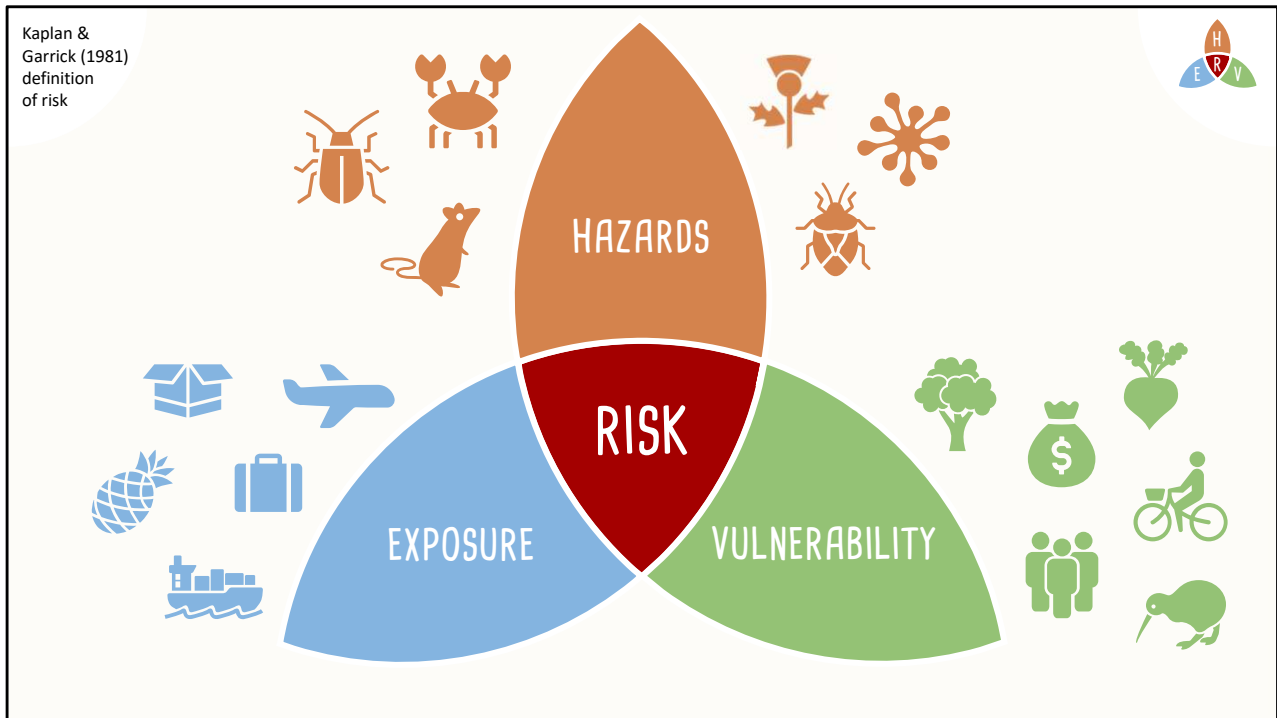 Kaplan &
Garrick (1981)
definition
of risk
H
R
E
V
HAZARDS
RISK
$
EXPOSURE
VULNERABILITY